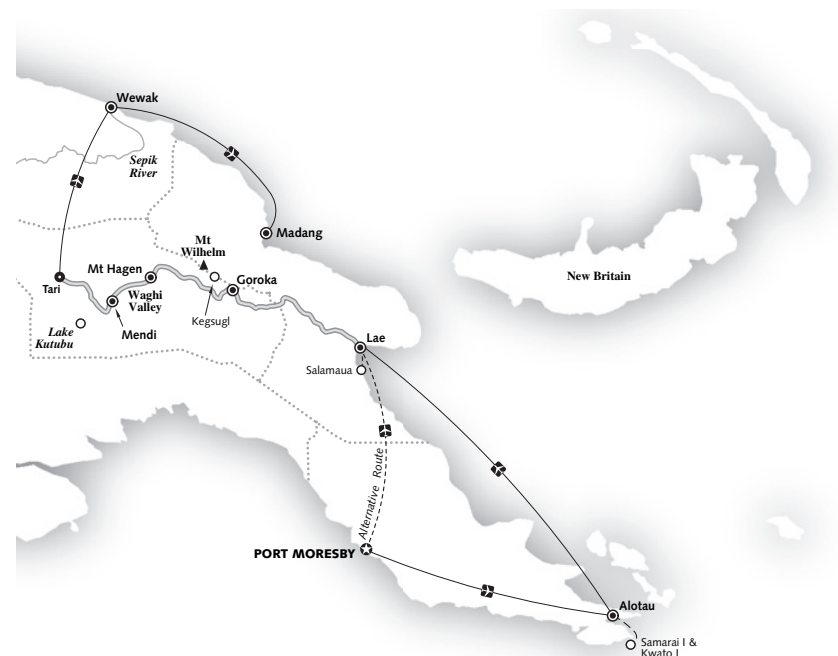 Wewak
Sepik
River
Madang
Mt
Wilhelm
Mt Hagen
Goroka
Tari
Waghi
Valley
New Britain
Kegsugl
Lake
Kutubu
Mendi
Lae
Salamaua
Alternative Route
PORT MORESBY
Alotau
Samarai I &
Kwato I